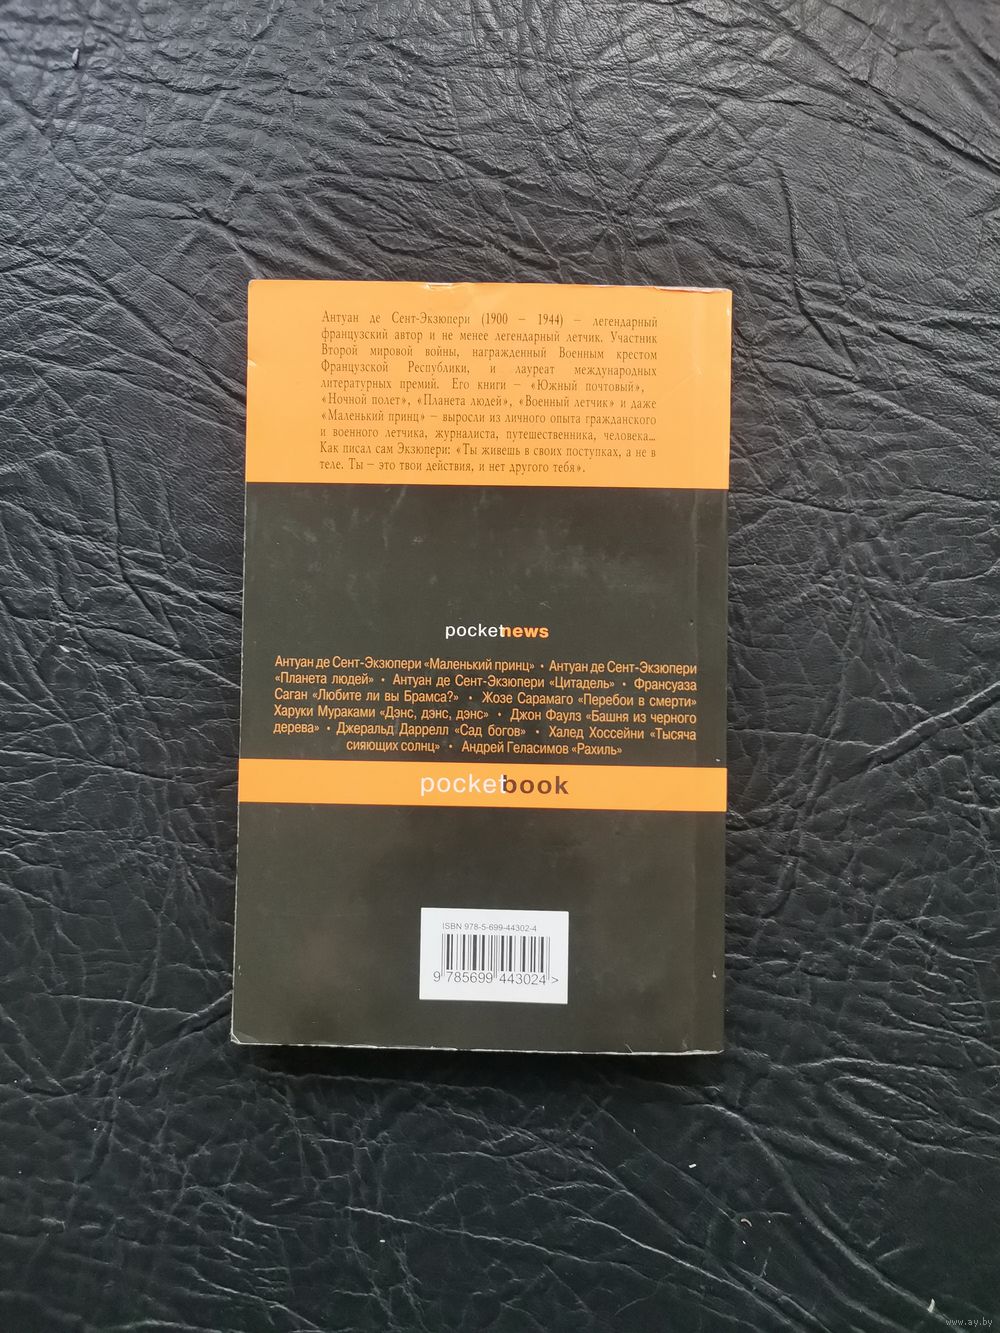 Антуан де Сент-Экзюпери (1900 – 1944) – легендарный
французский автор и не менее легендарный летчик. Участник
Второй мировой войны, награжденный Военным крестом
Французской Республики, и лауреат международных
литературных премий. Его книги – «Южный почтовый»,
«Ночной полет», «Планета людей», «Военный летчик» и даже
«Маленький принц» – выросли из личного опыта гражданского
и военного летчика, журналиста, путешественника, человека...
Как писал сам Экзюпери: «Ты живешь в своих поступках, а не в
теле. Ты – это твои действия, и нет другого тебя».
pocketnews
Антуан де Сент-Экзюпери «Маленький принц» • Антуан де Сент-Экзюпери
«Планета людей» • Антуан де Сент-Экзюпери «Цитадель» • Франсуаза
Саган «Любите ли вы Брамса?» • Жозе Сарамаго «Перебои в смерти»
Харуки Мураками «Дэнс, дэнс, дэнс» • Джон Фаулз «Башня из черного
дерева» • Джеральд Даррелл «Сад богов» • Халед Хоссейни «Тысяча
сияющих солнц» • Андрей Геласимов «Рахиль»
pocketbook
ISBN 978-5-699-44302-4
9 785699 443024 >
www.ay.by